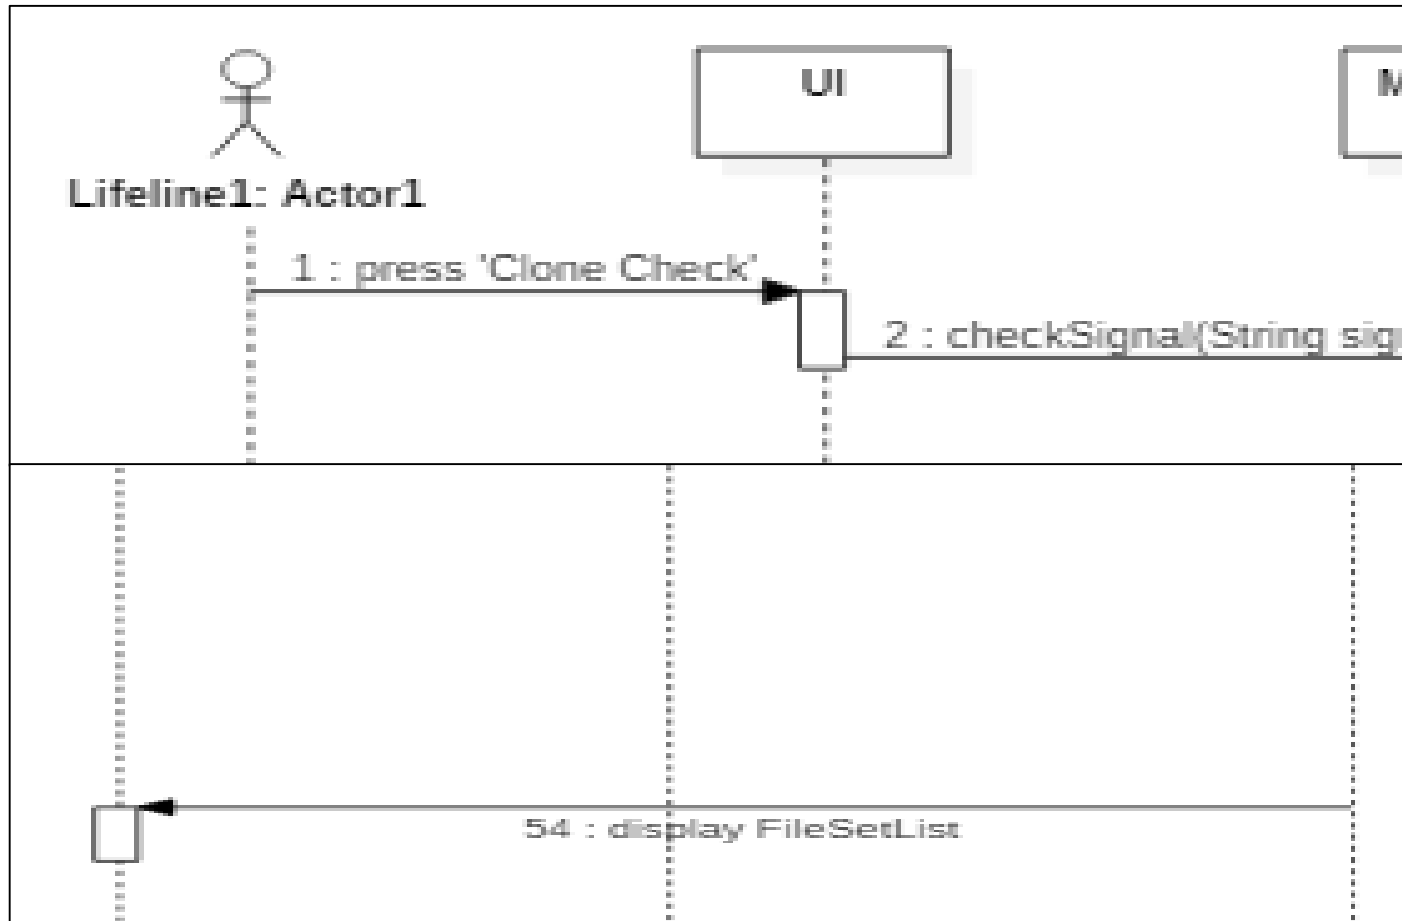 UI
M
Lifeline1: Actor1
1 : press 'Clone Check'
2 : checkSignal(String sig
54 : display FileSetList